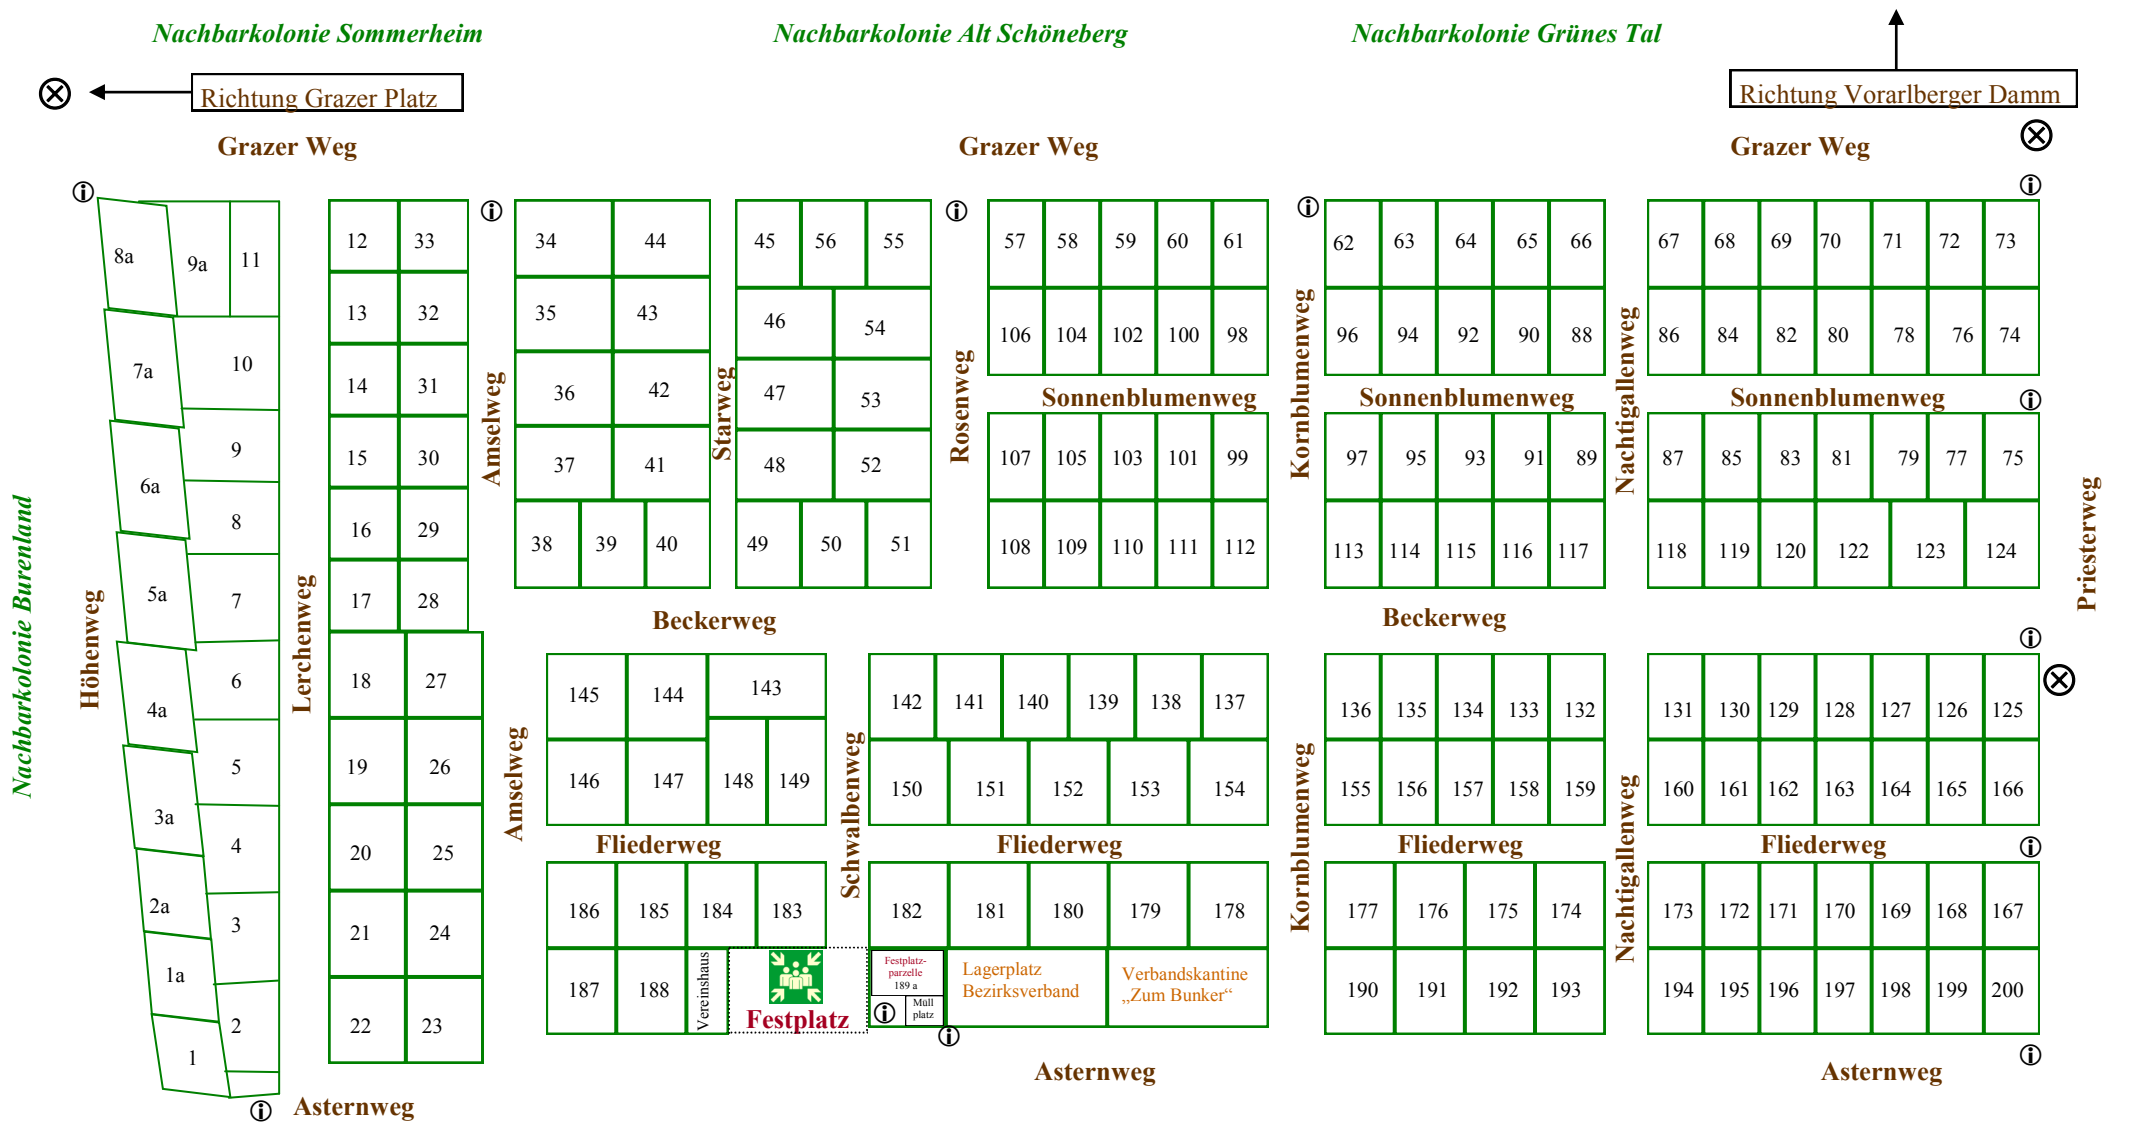 Nachbarkolonie Sommerheim
Nachbarkolonie Alt Schöneberg
Nachbarkolonie Grünes Tal
Richtung Grazer Platz
Richtung Vorarlberger Damm
Grazer Weg
Grazer Weg
Grazer Weg
Nachbarkolonie Burenland
Höhenweg
8a 9a 11
7a 10
6a 9
8
5a 7
4a 6
3a 5
4
2a 3
1a 2
1
Lerchenweg
12 33
13 32
14 31
15 30
16 29
17 28
18 27
19 26
20 25
21 24
22 23
Asternweg
Amselweg
34 44
35 43
36 42
37 41
38 39 40
Starweg
45 56 55
46 54
47 53
48 52
49 50 51
Rosenweg
57 58 59 60 61
106 104 102 100 98
Sonnenblumenweg
107 105 103 101 99
108 109 110 111 112
Kornblumenweg
62 63 64 65 66
96 94 92 90 88
Sonnenblumenweg
97 95 93 91 89
113 114 115 116 117
Nachtigallenweg
67 68 69 70 71 72 73
86 84 82 80 78 76 74
Sonnenblumenweg
87 85 83 81 79 77 75
118 119 120 122 123 124
Priesterweg
Beckerweg
Beckerweg
Amselweg
145 144 143
146 147 148 149
Fliederweg
186 185 184 183
187 188 Vereinshaus
Festplatz
Schwalbenweg
142 141 140 139 138 137
150 151 152 153 154
Fliederweg
182 181 180 179 178
Festplatz-
parzelle
189 a
Müll
platz
Lagerplatz
Bezirksverband
Verbandskantine
„Zum Bunker“
Asternweg
Kornblumenweg
136 135 134 133 132
155 156 157 158 159
Fliederweg
177 176 175 174
190 191 192 193
Nachtigallenweg
131 130 129 128 127 126 125
160 161 162 163 164 165 166
Fliederweg
173 172 171 170 169 168 167
194 195 196 197 198 199 200
Asternweg